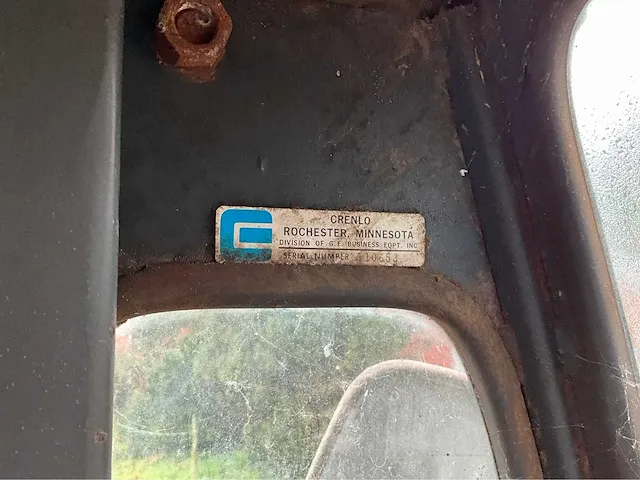 CRENLO
ROCHESTER, MINNESOTA
DIVISION OF G.F. BUSINESS EQPT. INC.
SERIAL NUMBER